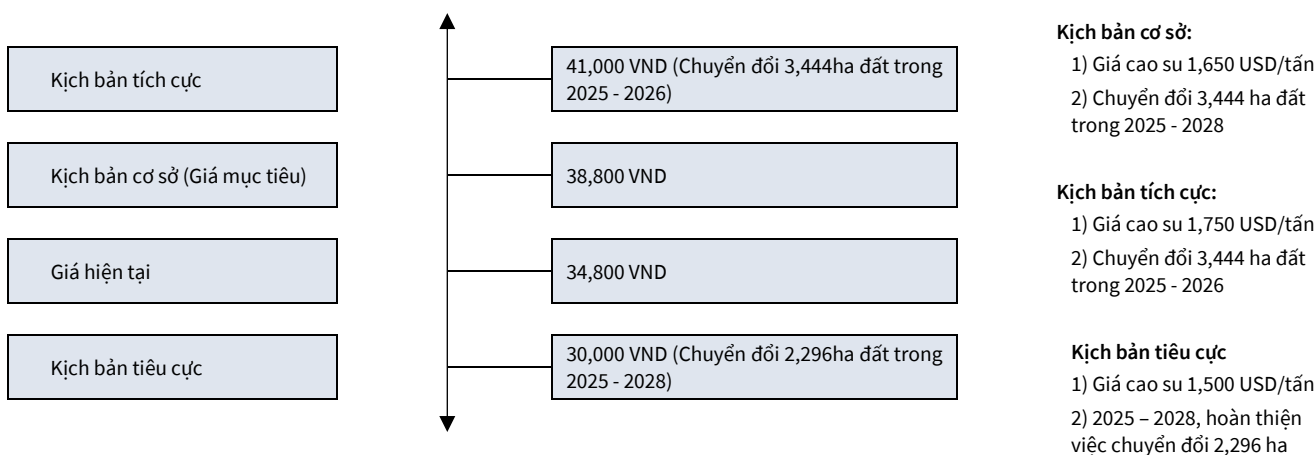 Kịch bản tích cực
41,000 VND (Chuyển đổi 3,444ha đất trong
2025 - 2026)
Kịch bản cơ sở (Giá mục tiêu)
38,800 VND
Giá hiện tại
34,800 VND
Kịch bản tiêu cực
30,000 VND (Chuyển đổi 2,296ha đất trong
2025 - 2028)
Kịch bản cơ sở:
1) Giá cao su 1,650 USD/tấn
2) Chuyển đổi 3,444 ha đất
trong 2025 - 2028
Kịch bản tích cực:
1) Giá cao su 1,750 USD/tấn
2) Chuyển đổi 3,444 ha đất
trong 2025 - 2026
Kịch bản tiêu cực
1) Giá cao su 1,500 USD/tấn
2) 2025 – 2028, hoàn thiện
việc chuyển đổi 2,296 ha